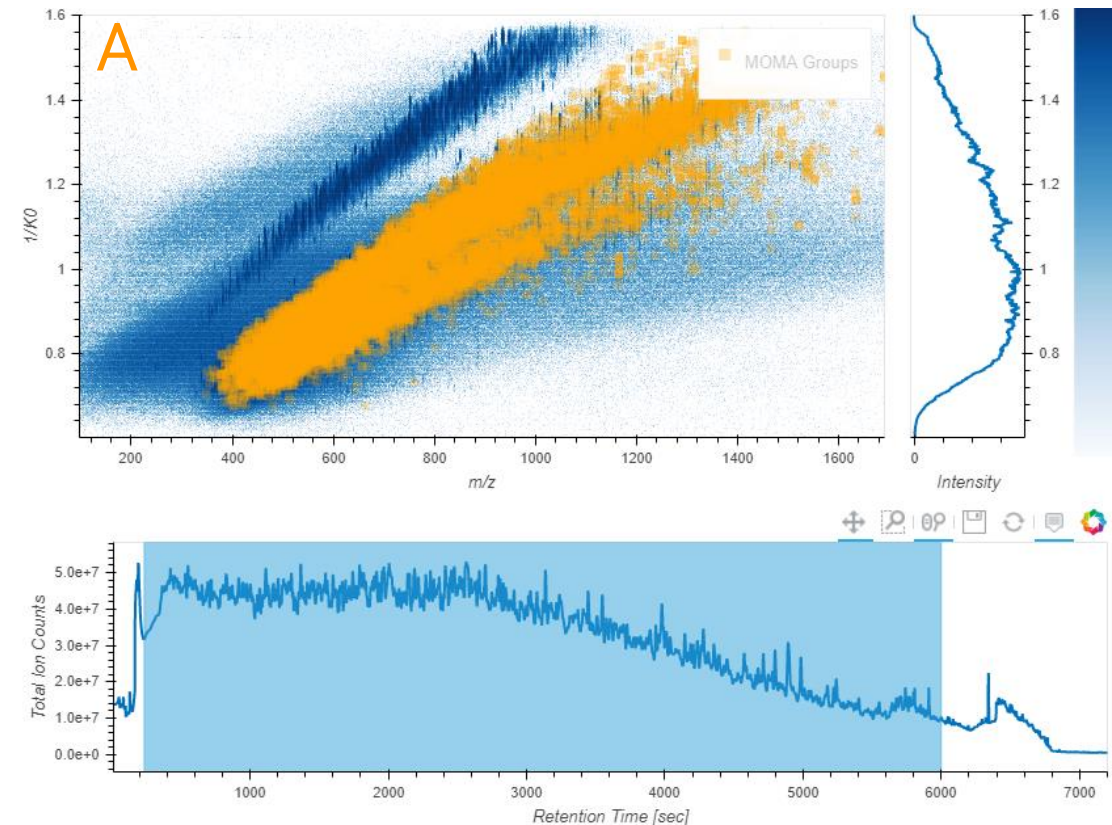 A
MOMA Groups
1.6
1.4
1.2
1
0.8
1/K0
200
400
600
800
1000
1200
1400
1600
m/z
1.6
1.4
1.2
1
0.8
0
Intensity
5.0e+7
4.0e+7
3.0e+7
2.0e+7
1.0e+7
0.0e+0
Total Ion Counts
1000
2000
3000
4000
5000
6000
7000
Retention Time [sec]